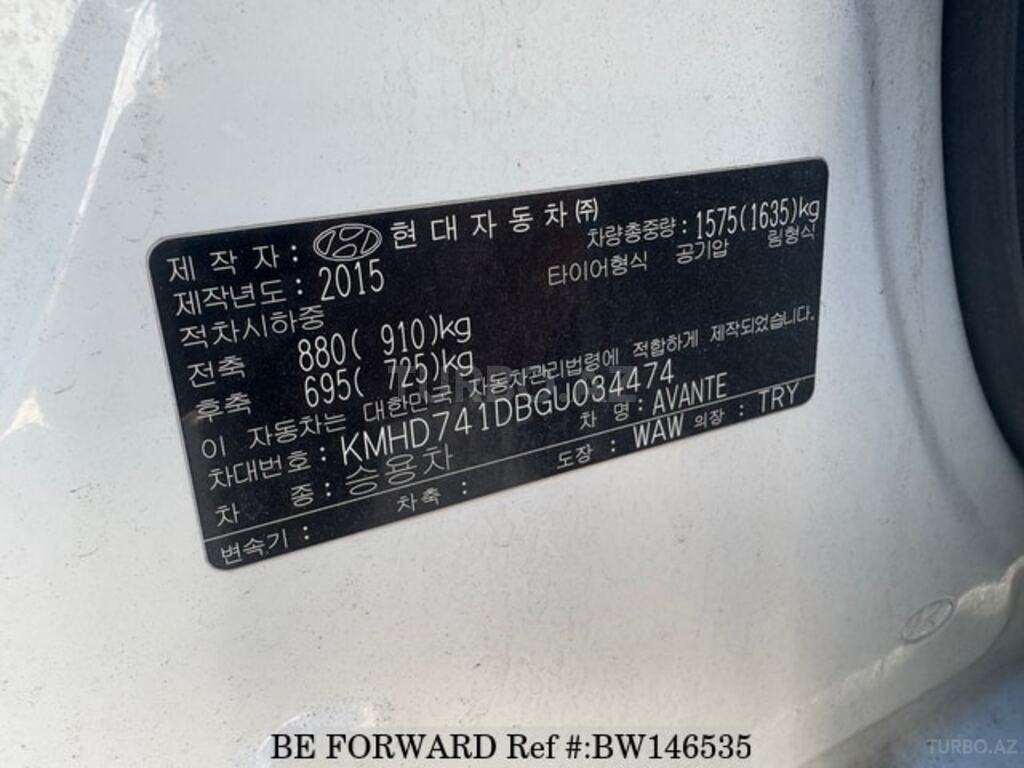 제 작 자 : 현 대 자 동 차 ㈜
차량총중량 : 1575(1635)kg
제작년도 : 2015
타이어형식 공기압 림형식
적차시하중
전축 880( 910)kg
후축 695( 725)kg
이 자동차는 대한민국 자동차관리법령에 적합하게 제작되었습니다.
차대번호 : KMHD741DBGU034474
차 종 : 승용차
차 명 : AVANTE
변속기 : 차축 : 도장 : WAW 의장 : TRY
TURBO.AZ
BE FORWARD Ref #:BW146535
TURBO.AZ